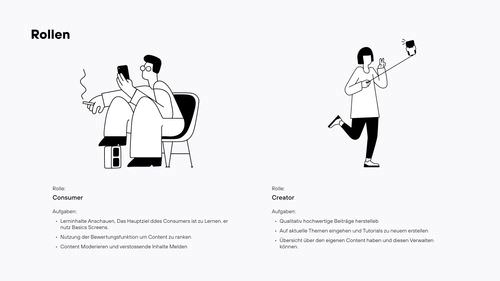 Rollen
Rolle:
Consumer
Aufgaben:
• Lerninhalte Anschauen, Das Hauptziel ddes Consumers ist zu Lernen, er
nutz Basics Screens.
• Nutzung der Bewertungsfunktion um Content zu ranken
• Content Moderieren und verstossende Inhalte Melden
Rolle:
Creator
Aufgaben:
• Qualitativ hochwertige Beiträge herstelleb
• Auf aktuelle Themen eingehen und Tutorials zu neuem erstellen.
• Übersicht über den eigenen Content haben und diesen Verwalten
können.